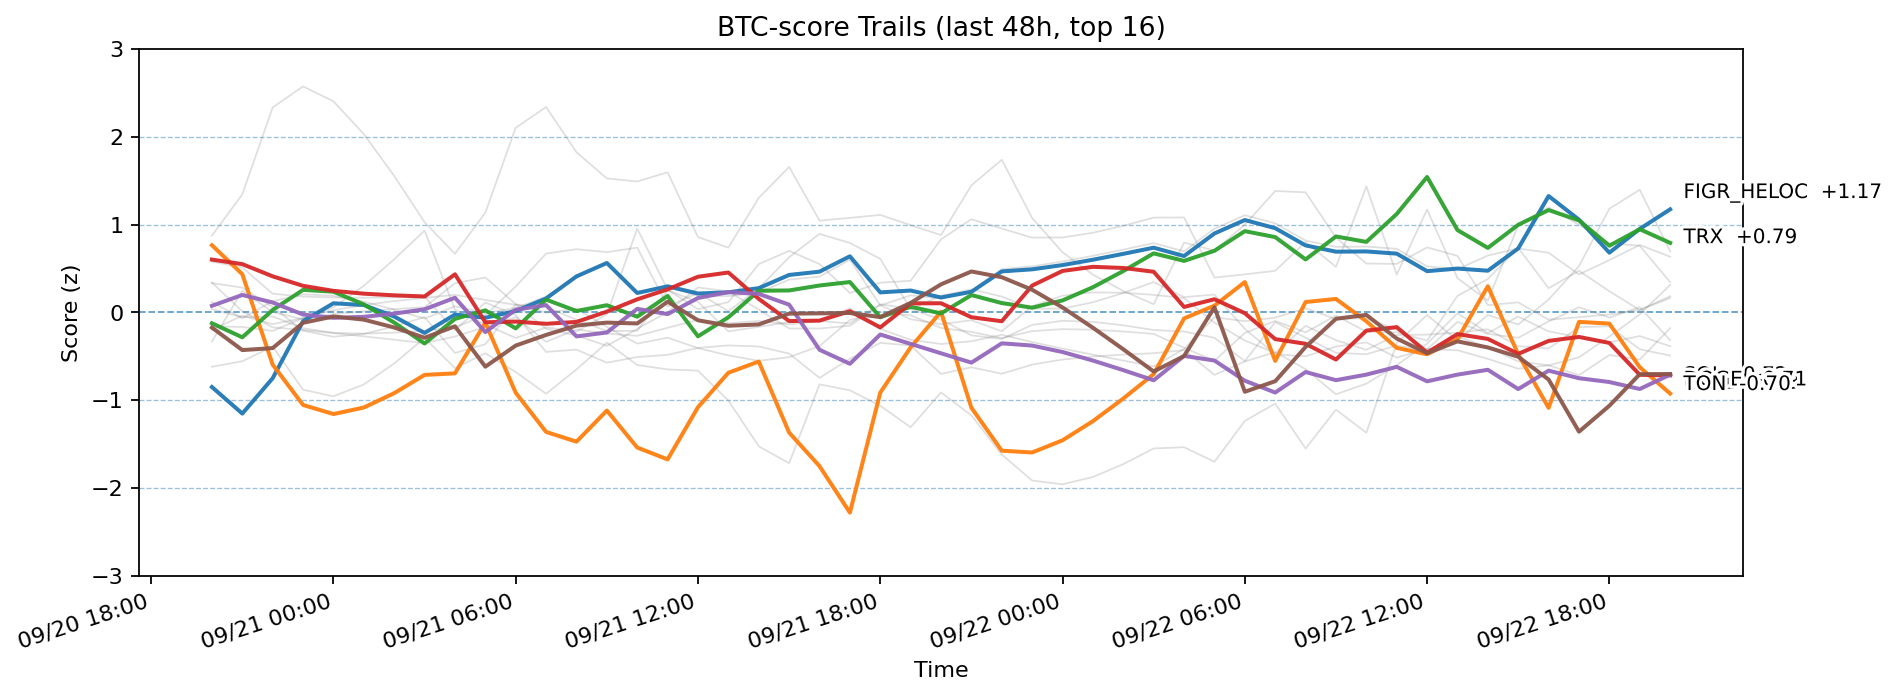 BTC-score Trails (last 48h, top 16)
Score (z)
3
2
1
0
−1
−2
−3
FIGR_HELOC +1.17
TRX +0.79
TON -0.70
09/20 18:00
09/21 00:00
09/21 06:00
09/21 12:00
09/21 18:00
09/22 00:00
09/22 06:00
09/22 12:00
09/22 18:00
Time